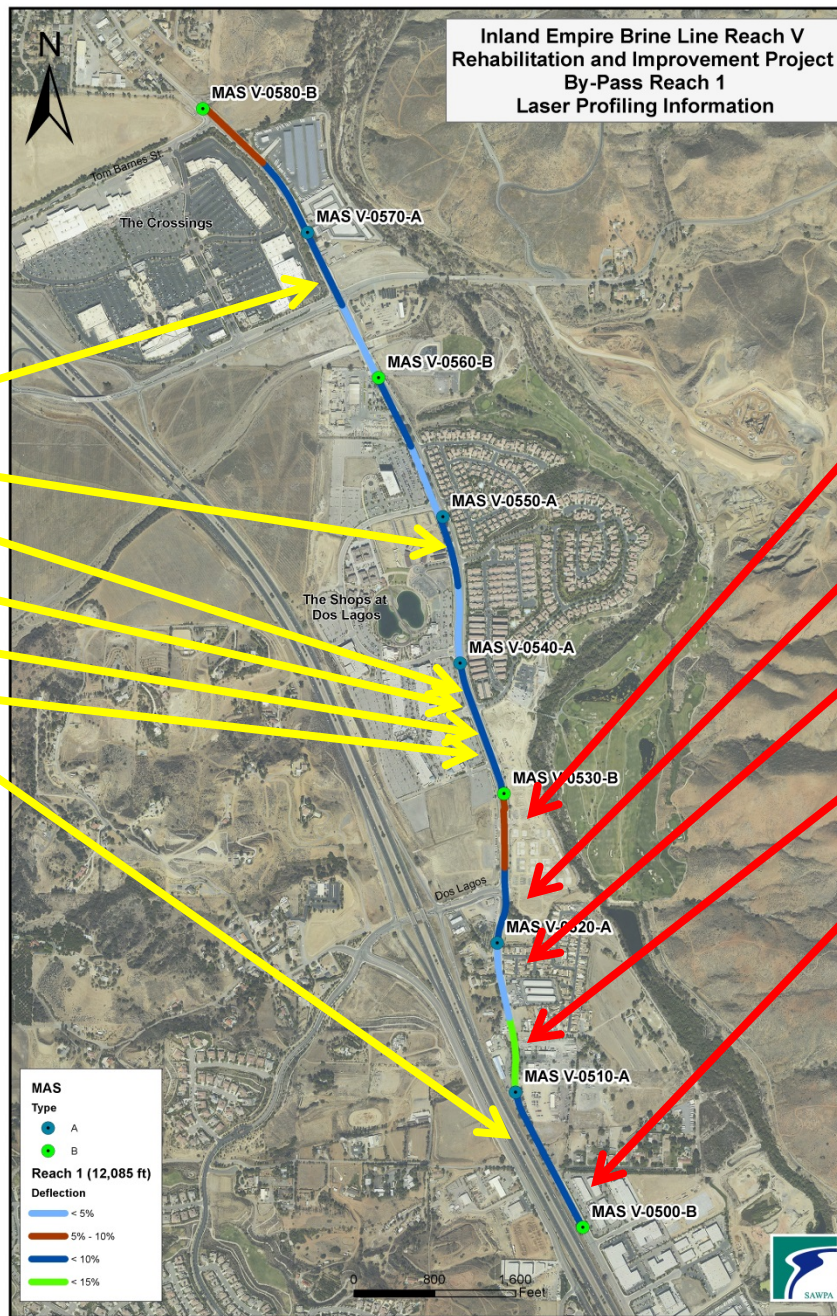 Inland Empire Brine Line Reach V
Rehabilitation and Improvement Project
By-Pass Reach 1
Laser Profiling Information
N
MAS V-0580-B
Tom Barnes St
The Crossings
MAS V-0570-A
MAS V-0560-B
MAS V-0550-A
The Shops at
Dos Lagos
MAS V-0540-A
MAS V-0530-B
Dos Lagos
MAS V-0520-A
MAS V-0510-A
MAS V-0500-B
MAS
Type
A
B
Reach 1 (12,085 ft)
Deflection
< 5%
5% - 10%
< 10%
< 15%
0 800 1,600
Feet
SAWPA